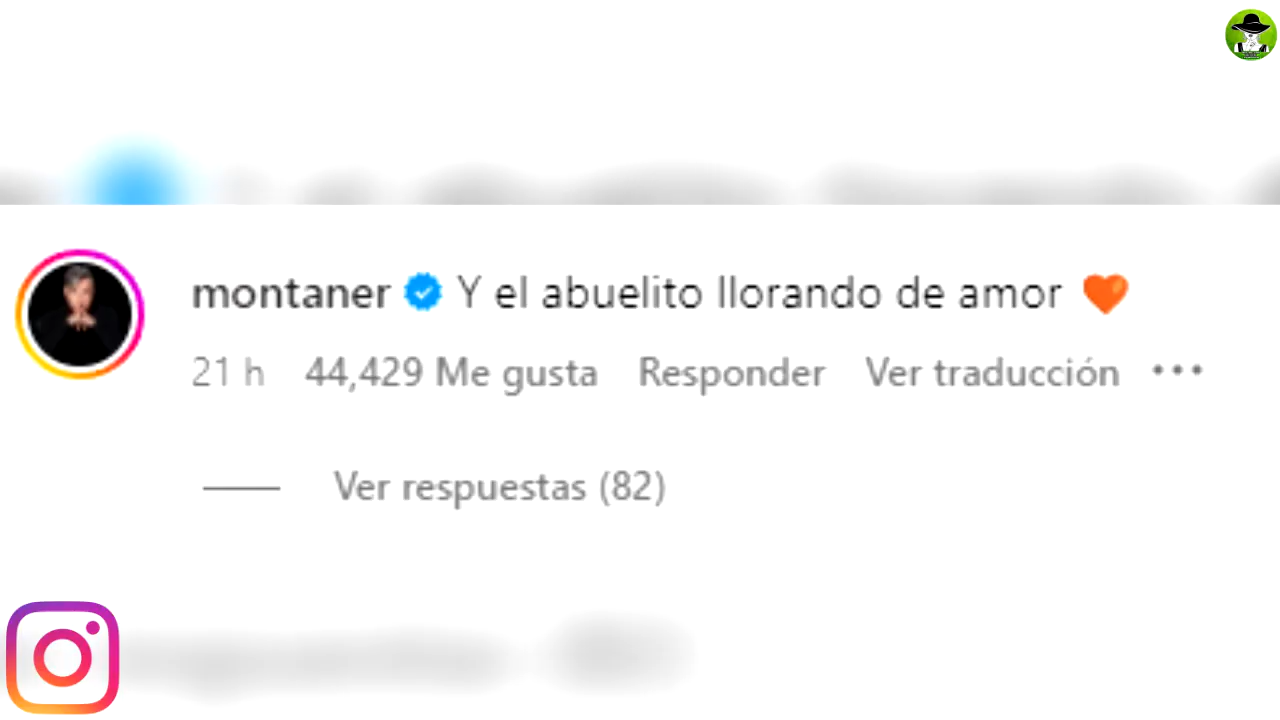 montaner Y el abuelito llorando de amor 🧡
21 h 44,429 Me gusta Responder Ver traducción •••
Ver respuestas (82)